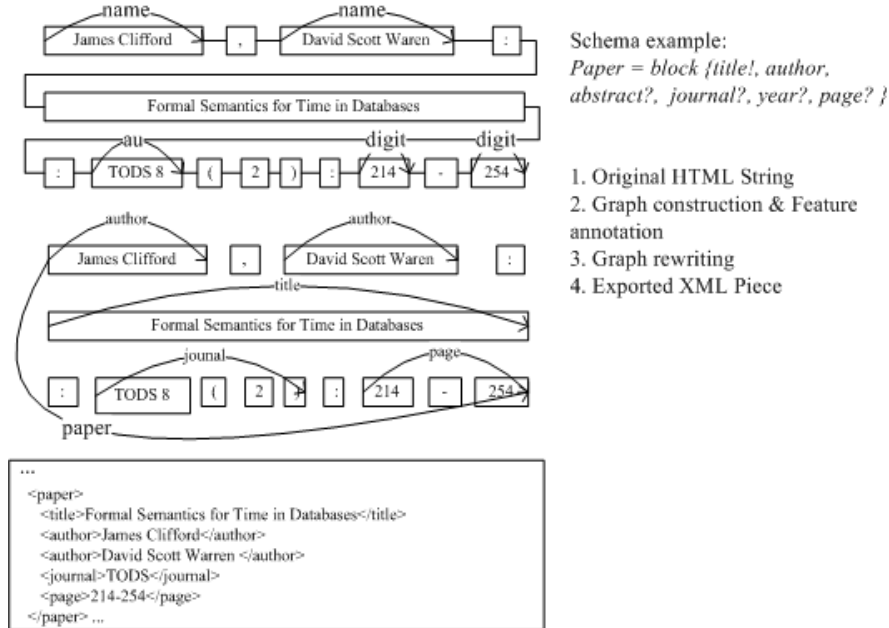 name name
James Clifford , David Scott Waren :
Formal Semantics for Time in Databases
au digit digit
: TODS 8 ( 2 ) : 214 - 254
author author
James Clifford , David Scott Waren :
title
Formal Semantics for Time in Databases
jounal page
: TODS 8 ( 2 ) : 214 - 254
paper
...
<paper>
<title>Formal Semantics for Time in Databases</title>
<author>James Clifford</author>
<author>David Scott Warren </author>
<journal>TODS</journal>
<page>214-254</page>
</paper> ...
Schema example:
Paper = block {title!, author,
abstract?, journal?, year?, page? }
1. Original HTML String
2. Graph construction & Feature
annotation
3. Graph rewriting
4. Exported XML Piece